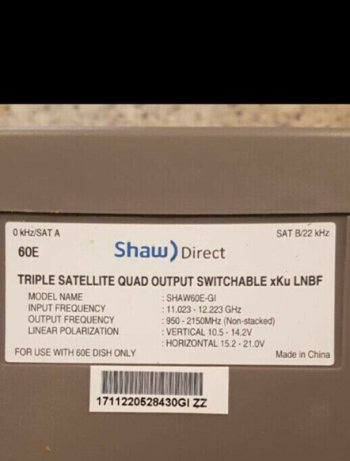 0 kHz/SAT A SAT B/22 kHz
60E Shaw) Direct
TRIPLE SATELLITE QUAD OUTPUT SWITCHABLE xKu LNBF
MODEL NAME : SHAW60E-GI
INPUT FREQUENCY : 11.023 - 12.223 GHz
OUTPUT FREQUENCY : 950 - 2150MHz (Non-stacked)
LINEAR POLARIZATION : VERTICAL 10.5 - 14.2V
: HORIZONTAL 15.2 - 21.0V
FOR USE WITH 60E DISH ONLY Made in China
1711220528430GI ZZ